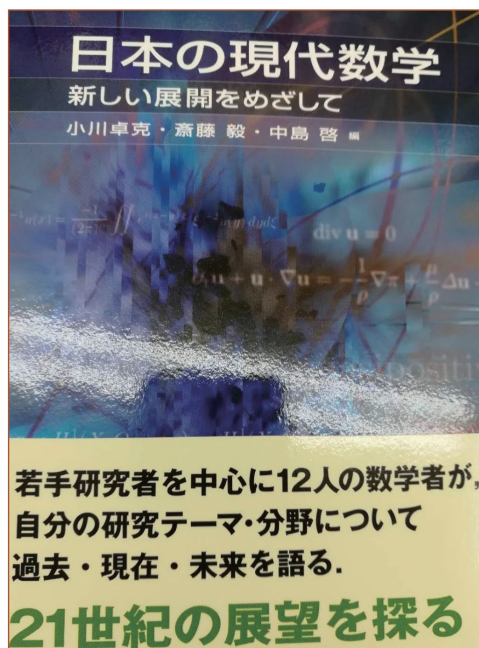 日本の現代数学
新しい展開をめざして
小川卓克・斎藤 毅・中島 啓 編
div u = 0
∂ₜu + u · ∇u = −1/ρ ∇π + μ/ρ Δu
若手研究者を中心に12人の数学者が,
自分の研究テーマ・分野について
過去・現在・未来を語る.
21世紀の展望を探る